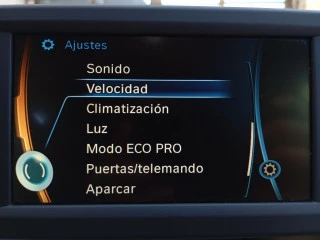 Ajustes
Sonido
Velocidad
Climatización
Luz
Modo ECO PRO
Puertas/telemando
Aparcar